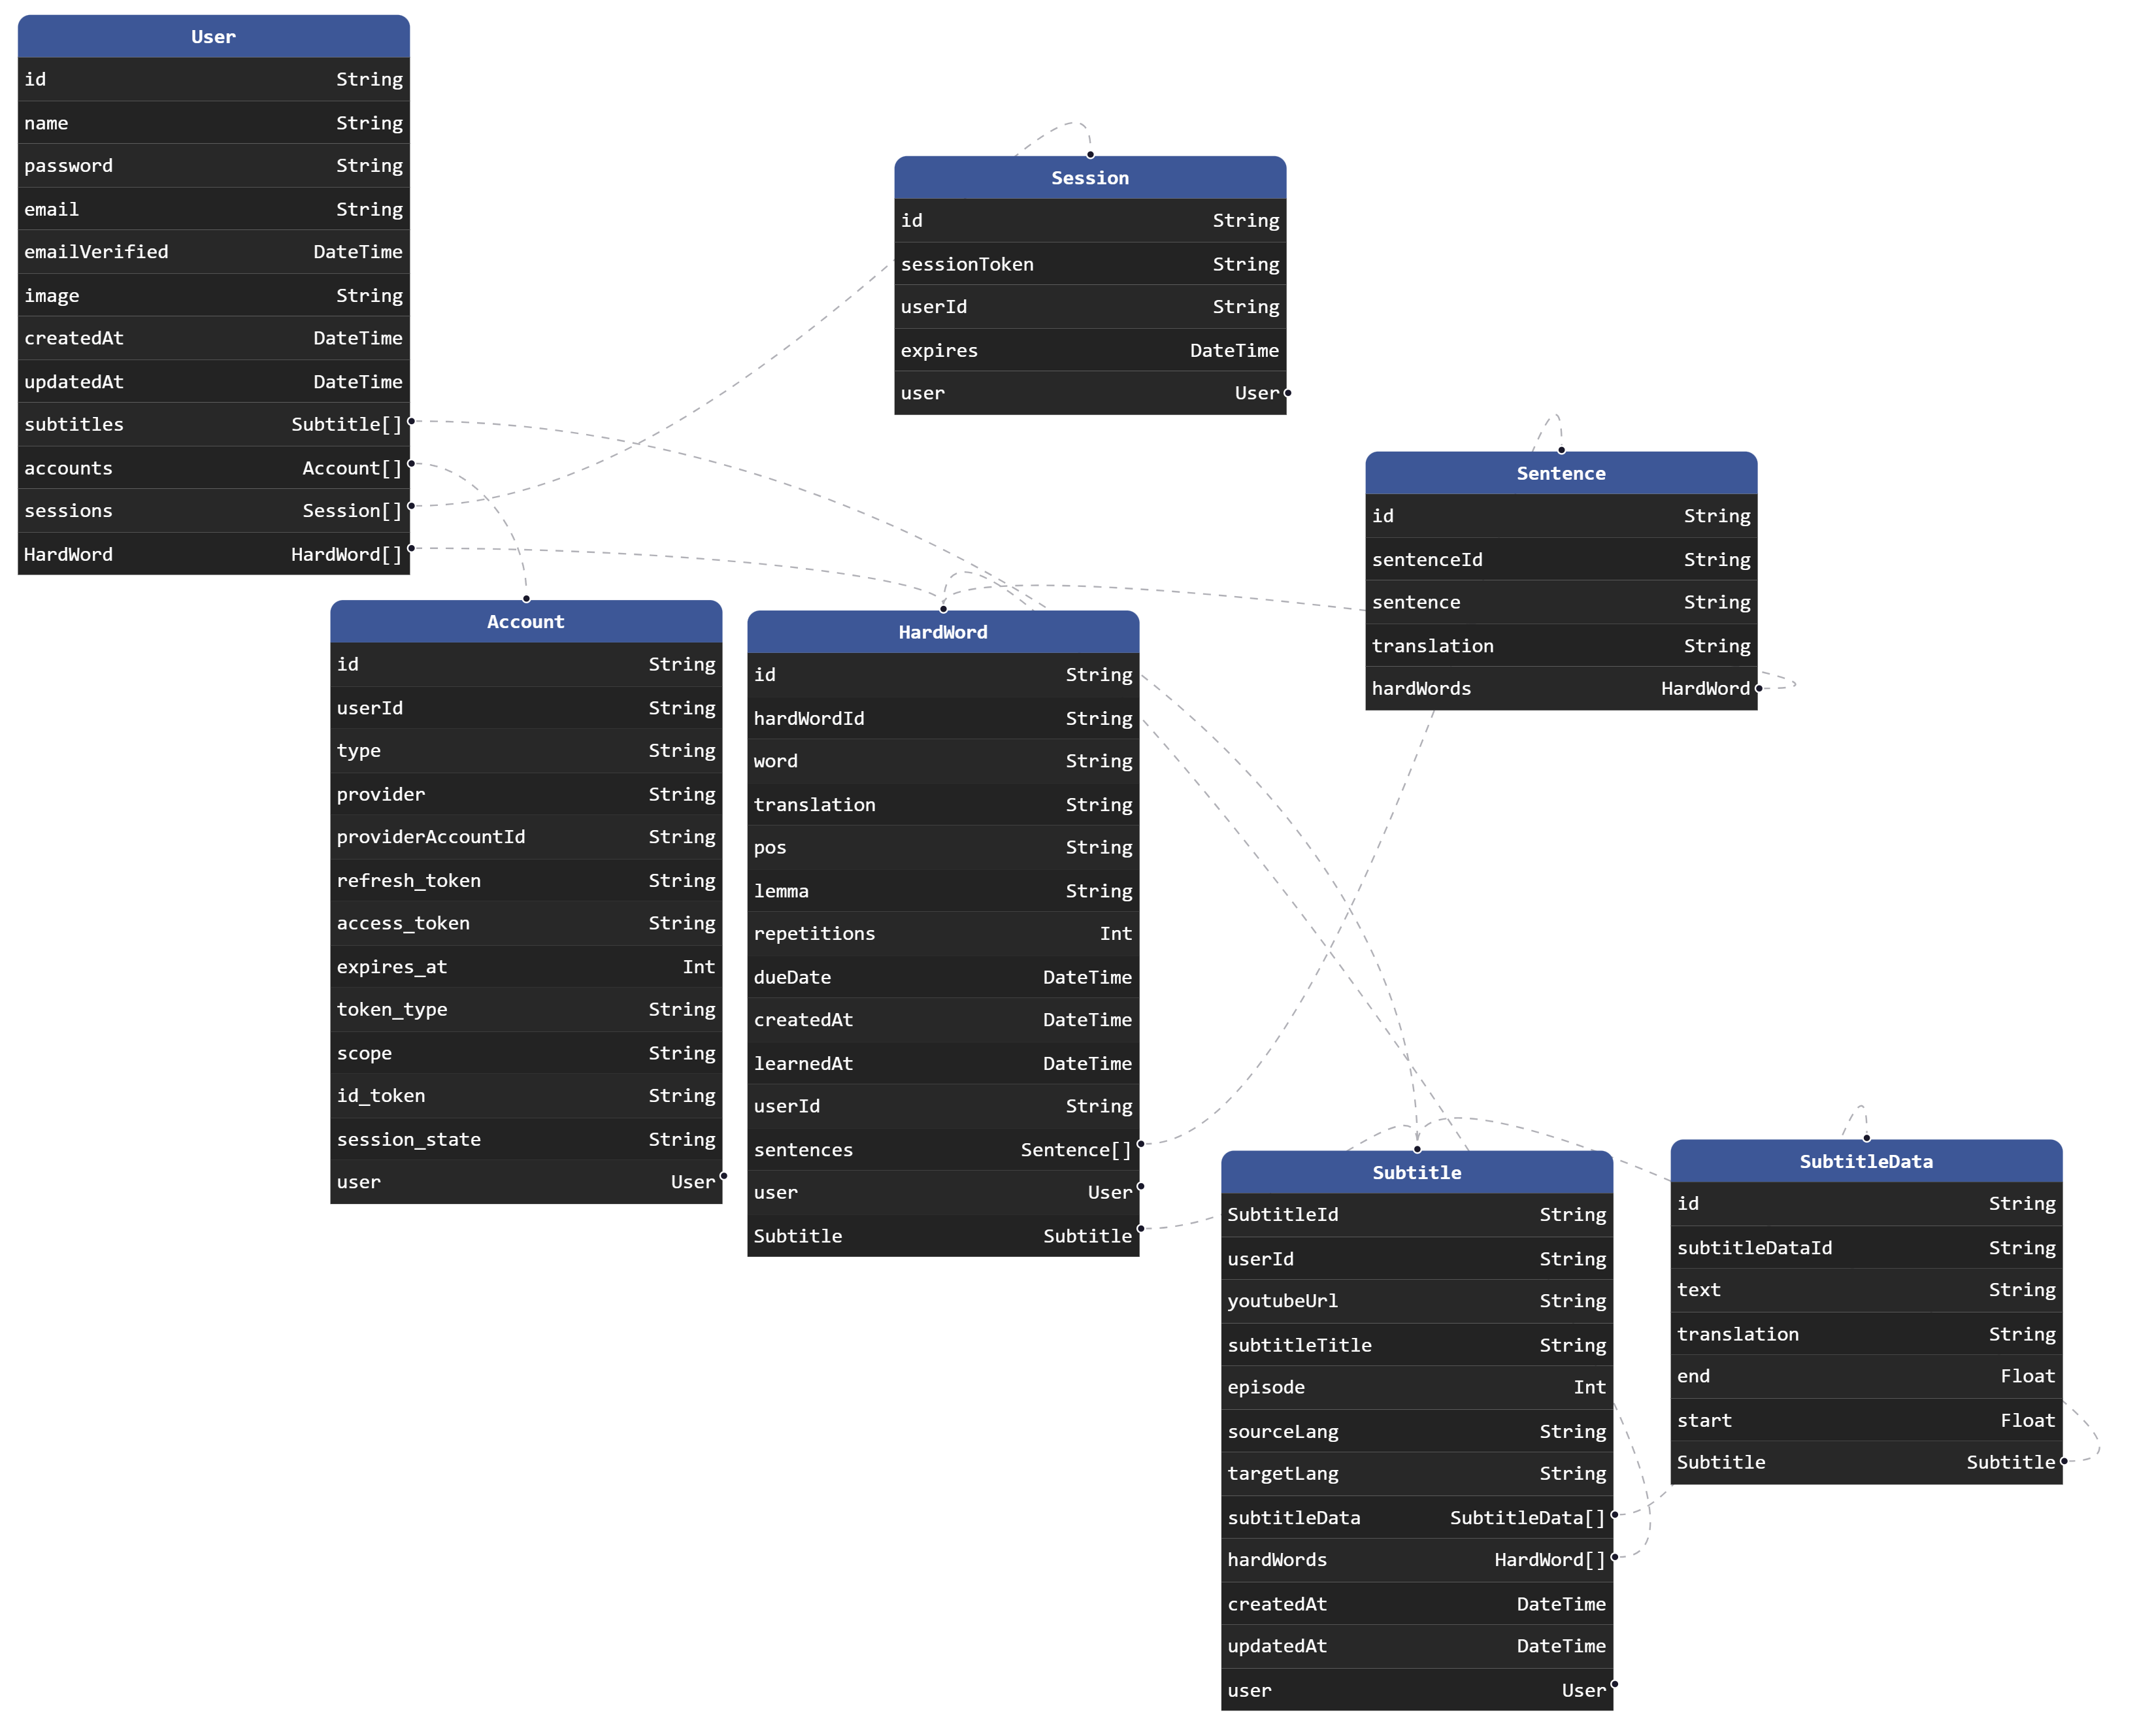 User
id String
name String
password String
email String
emailVerified DateTime
image String
createdAt DateTime
updatedAt DateTime
subtitles Subtitle[]
accounts Account[]
sessions Session[]
HardWord HardWord[]
Session
id String
sessionToken String
userId String
expires DateTime
user User
Sentence
id String
sentenceId String
sentence String
translation String
hardWords HardWord
Account
id String
userId String
type String
provider String
providerAccountId String
refresh_token String
access_token String
expires_at Int
token_type String
scope String
id_token String
session_state String
user User
HardWord
id String
hardWordId String
word String
translation String
pos String
lemma String
repetitions Int
dueDate DateTime
createdAt DateTime
learnedAt DateTime
userId String
sentences Sentence[]
user User
Subtitle Subtitle
Subtitle
SubtitleId String
userId String
youtubeUrl String
subtitleTitle String
episode Int
sourceLang String
targetLang String
subtitleData SubtitleData[]
hardWords HardWord[]
createdAt DateTime
updatedAt DateTime
user User
SubtitleData
id String
subtitleDataId String
text String
translation String
end Float
start Float
Subtitle Subtitle